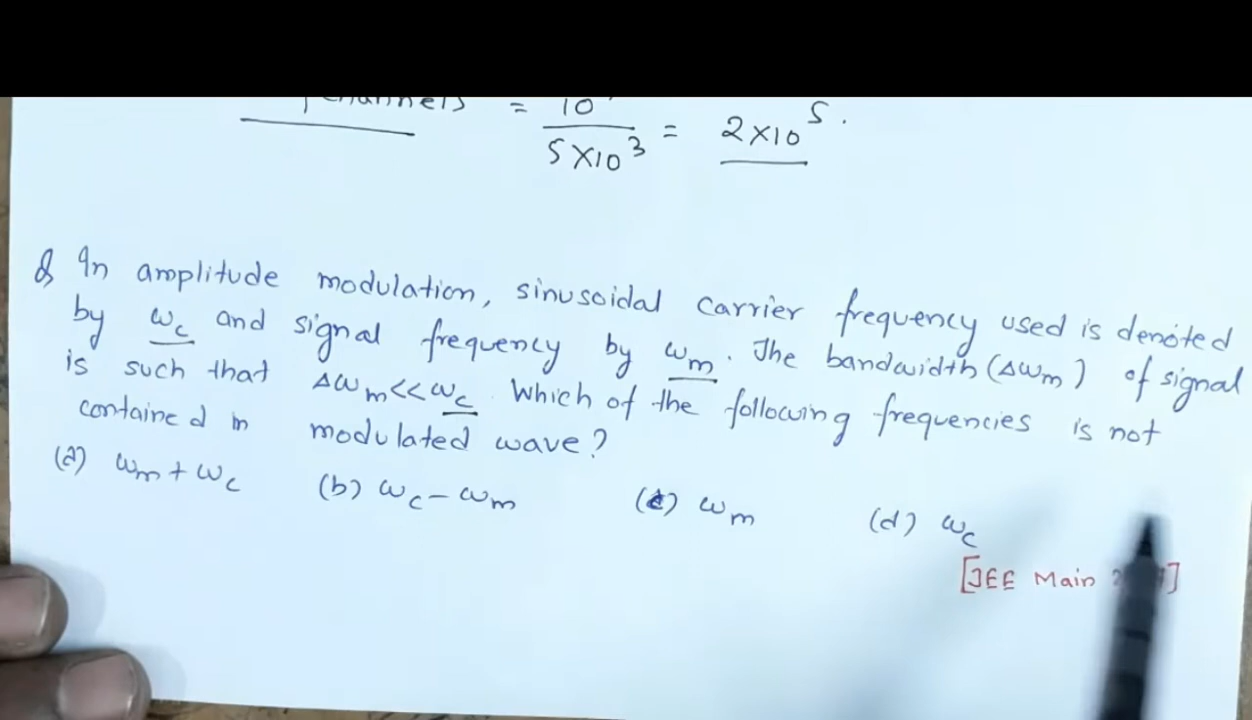 = 10 / 5×10³ = 2×10⁵.
Q In amplitude modulation, sinusoidal carrier frequency used is denoted
by ωc and signal frequency by ωm. The bandwidth (Δωm) of signal
is such that Δωm<<ωc. Which of the following frequencies is not
contained in modulated wave?
(a) ωm + ωc (b) ωc − ωm (c) ωm (d) ωc
[JEE Main